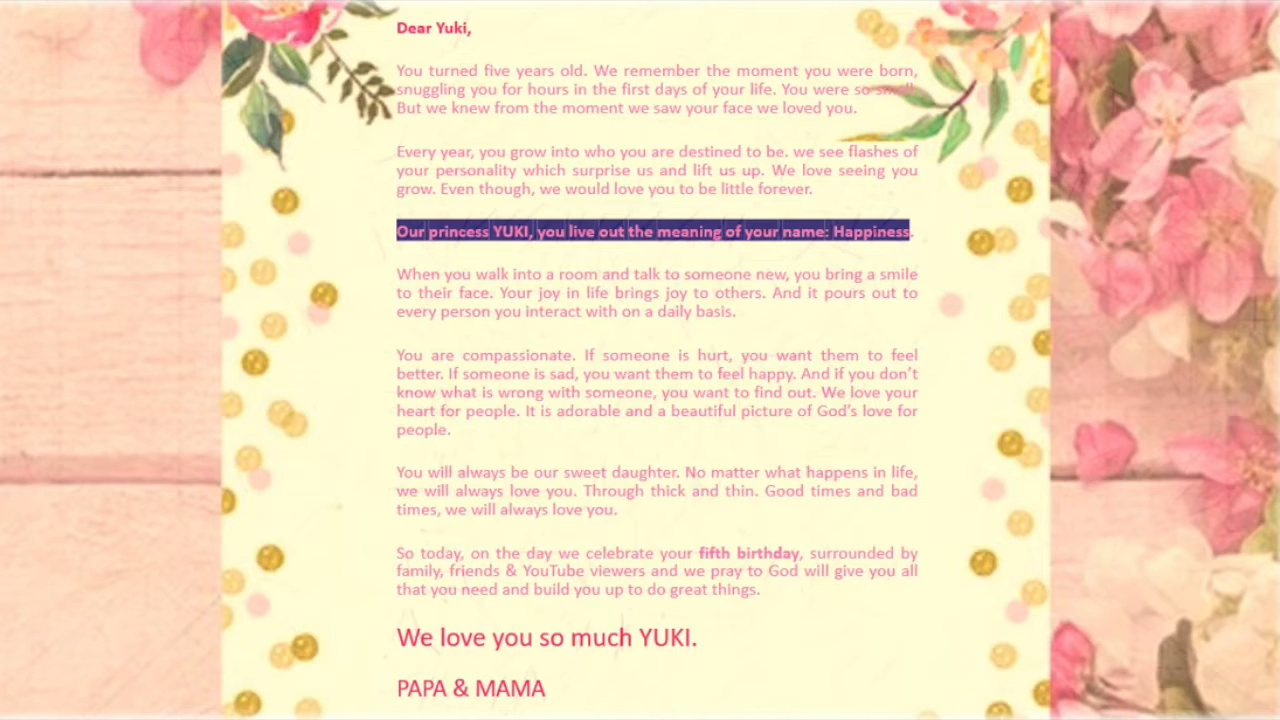 Dear Yuki,
You turned five years old. We remember the moment you were born,
snuggling you for hours in the first days of your life. You were so small.
But we knew from the moment we saw your face we loved you.
Every year, you grow into who you are destined to be. we see flashes of
your personality which surprise us and lift us up. We love seeing you
grow. Even though, we would love you to be little forever.
Our princess YUKI, you live out the meaning of your name: Happiness.
When you walk into a room and talk to someone new, you bring a smile
to their face. Your joy in life brings joy to others. And it pours out to
every person you interact with on a daily basis.
You are compassionate. If someone is hurt, you want them to feel
better. If someone is sad, you want them to feel happy. And if you don’t
know what is wrong with someone, you want to find out. We love your
heart for people. It is adorable and a beautiful picture of God’s love for
people.
You will always be our sweet daughter. No matter what happens in life,
we will always love you. Through thick and thin. Good times and bad
times, we will always love you.
So today, on the day we celebrate your fifth birthday, surrounded by
family, friends & YouTube viewers and we pray to God will give you all
that you need and build you up to do great things.
We love you so much YUKI.
PAPA & MAMA